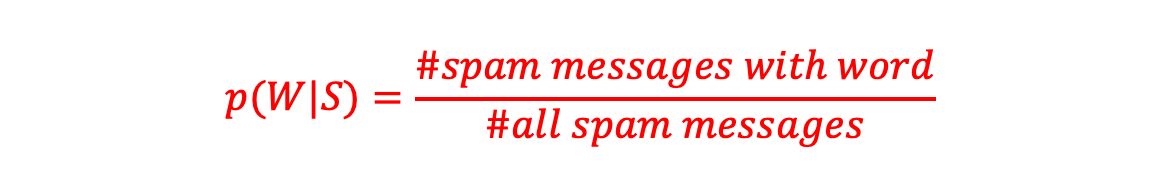 p(W|S) = #spam messages with word / #all spam messages